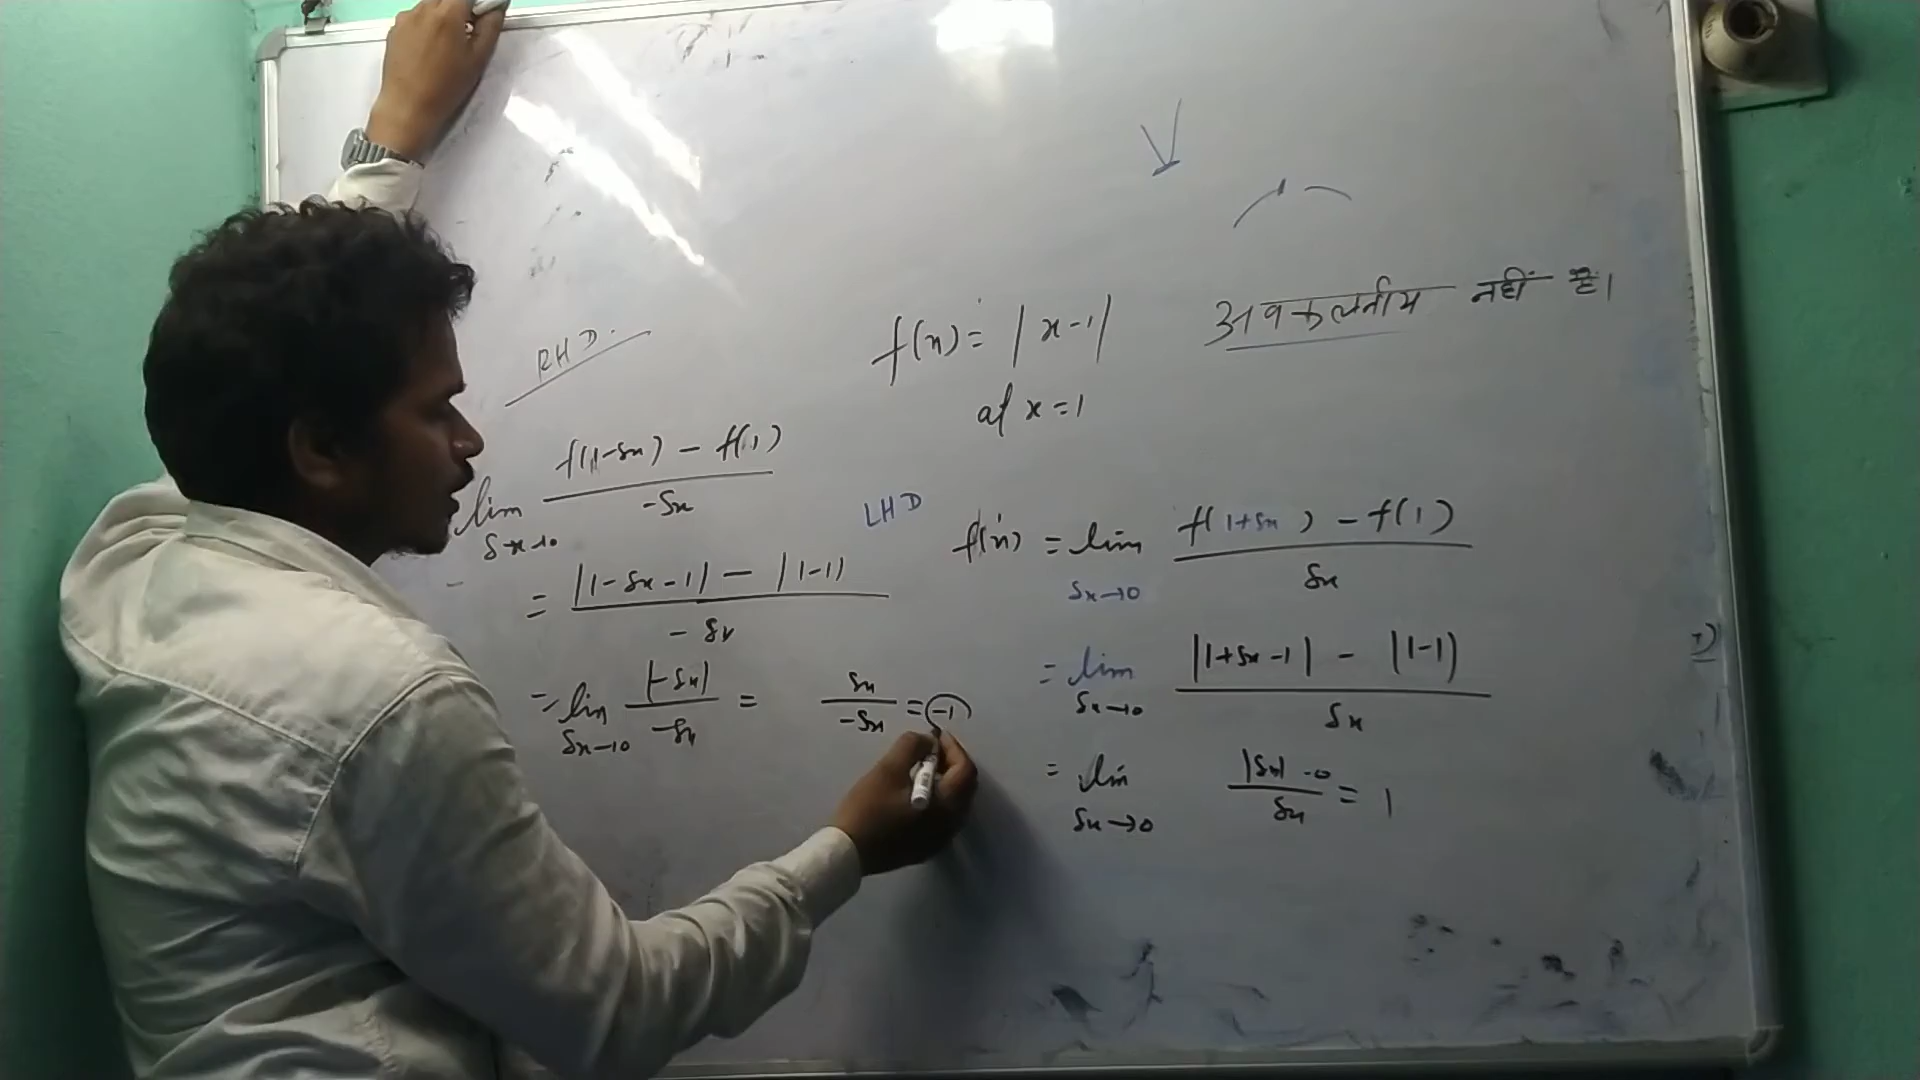 f(x) = |x-1| अवकलनीय नहीं है।
at x=1
RHD.
lim δx→0 f(1-δx) - f(1) / -δx
= |1-δx-1| - |1-1) / -δx
= lim δx→0 |-δx| / -δx = δx / -δx = -1
LHD f'(x) = lim δx→0 f(1+δx) - f(1) / δx
= lim δx→0 |1+δx-1| - |1-1) / δx
= lim δx→0 |δx| -0 / δx = 1